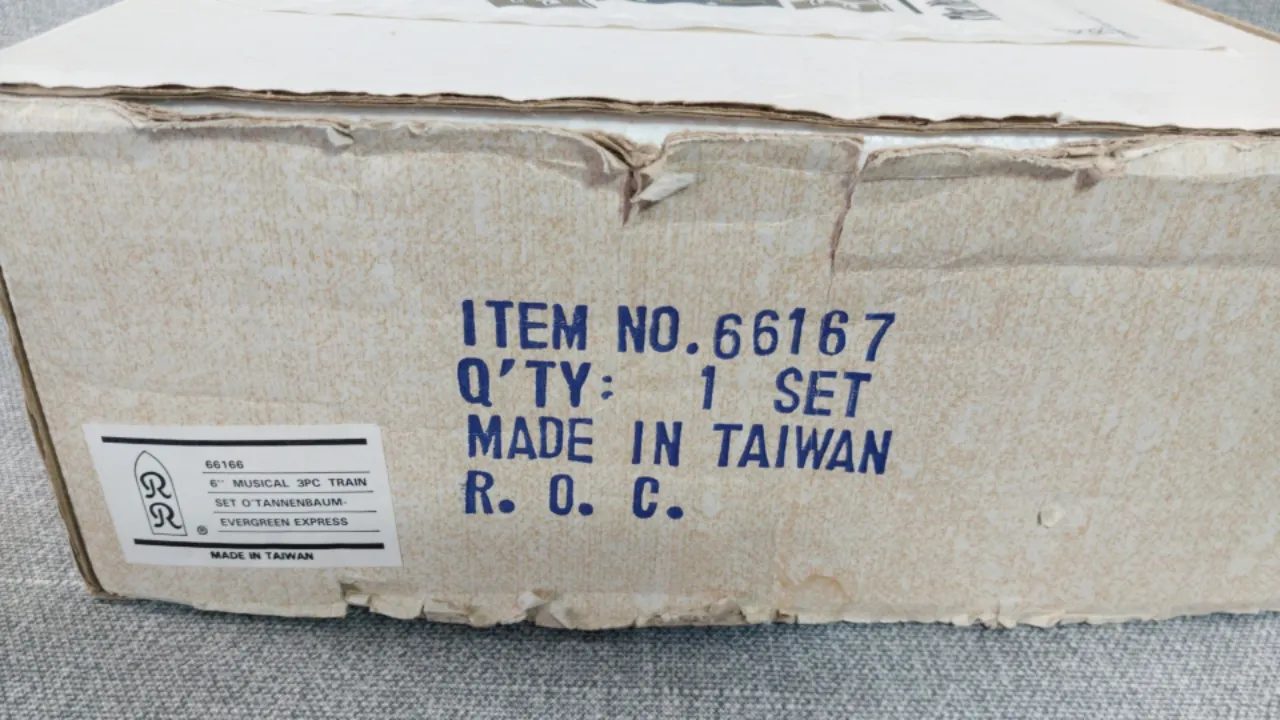 ITEM NO. 66167
Q'TY: 1 SET
MADE IN TAIWAN
R. O. C.
RR ®
66166
6" MUSICAL 3PC TRAIN
SET O'TANNENBAUM-
EVERGREEN EXPRESS
MADE IN TAIWAN